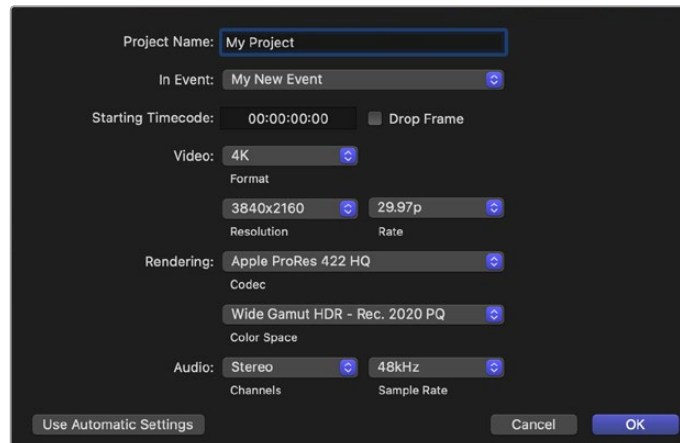 Project Name: My Project
In Event: My New Event
Starting Timecode: 00:00:00:00 Drop Frame
Video: 4K
Format
3840x2160 29.97p
Resolution Rate
Rendering: Apple ProRes 422 HQ
Codec
Wide Gamut HDR - Rec. 2020 PQ
Color Space
Audio: Stereo 48kHz
Channels Sample Rate
Use Automatic Settings Cancel OK